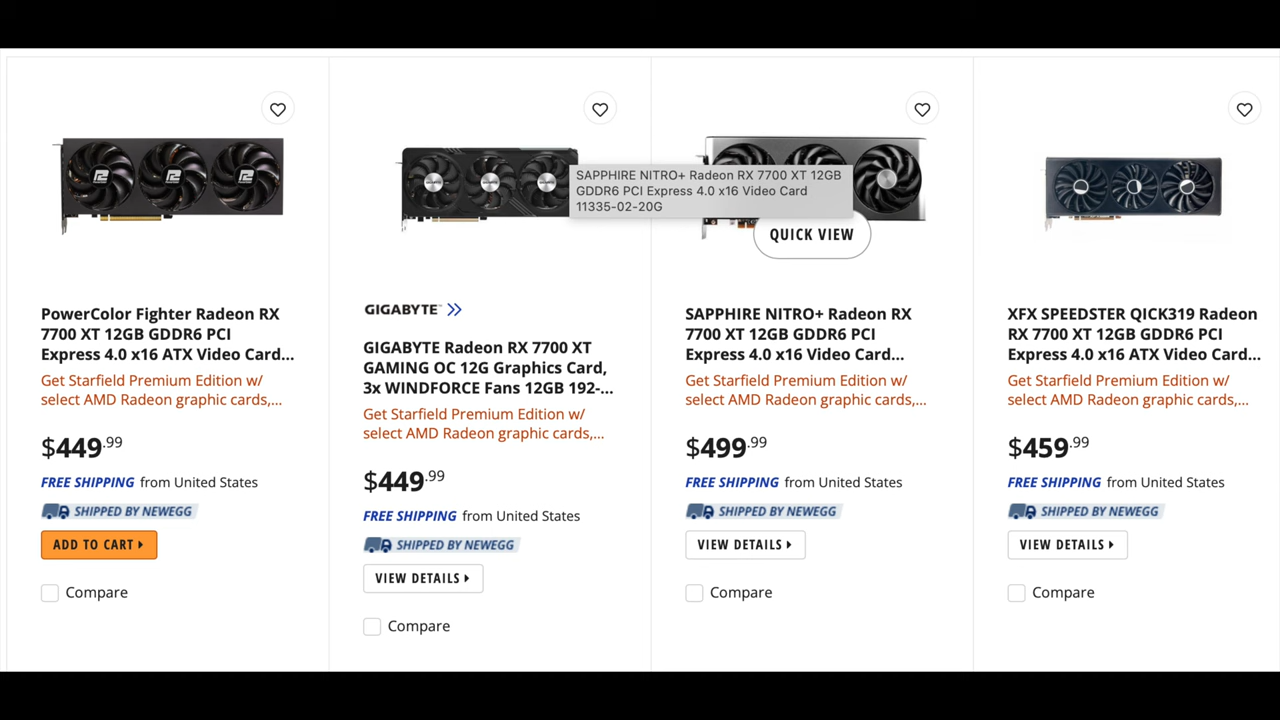 PowerColor Fighter Radeon RX
7700 XT 12GB GDDR6 PCI
Express 4.0 x16 ATX Video Card...
Get Starfield Premium Edition w/
select AMD Radeon graphic cards,...
$449.99
FREE SHIPPING from United States
SHIPPED BY NEWEGG
ADD TO CART
Compare
GIGABYTE™
GIGABYTE Radeon RX 7700 XT
GAMING OC 12G Graphics Card,
3x WINDFORCE Fans 12GB 192-...
Get Starfield Premium Edition w/
select AMD Radeon graphic cards,...
$449.99
FREE SHIPPING from United States
SHIPPED BY NEWEGG
VIEW DETAILS
Compare
SAPPHIRE NITRO+ Radeon RX 7700 XT 12GB
GDDR6 PCI Express 4.0 x16 Video Card
11335-02-20G
QUICK VIEW
SAPPHIRE NITRO+ Radeon RX
7700 XT 12GB GDDR6 PCI
Express 4.0 x16 Video Card...
Get Starfield Premium Edition w/
select AMD Radeon graphic cards,...
$499.99
FREE SHIPPING from United States
SHIPPED BY NEWEGG
VIEW DETAILS
Compare
XFX SPEEDSTER QICK319 Radeon
RX 7700 XT 12GB GDDR6 PCI
Express 4.0 x16 ATX Video Card...
Get Starfield Premium Edition w/
select AMD Radeon graphic cards,...
$459.99
FREE SHIPPING from United States
SHIPPED BY NEWEGG
VIEW DETAILS
Compare